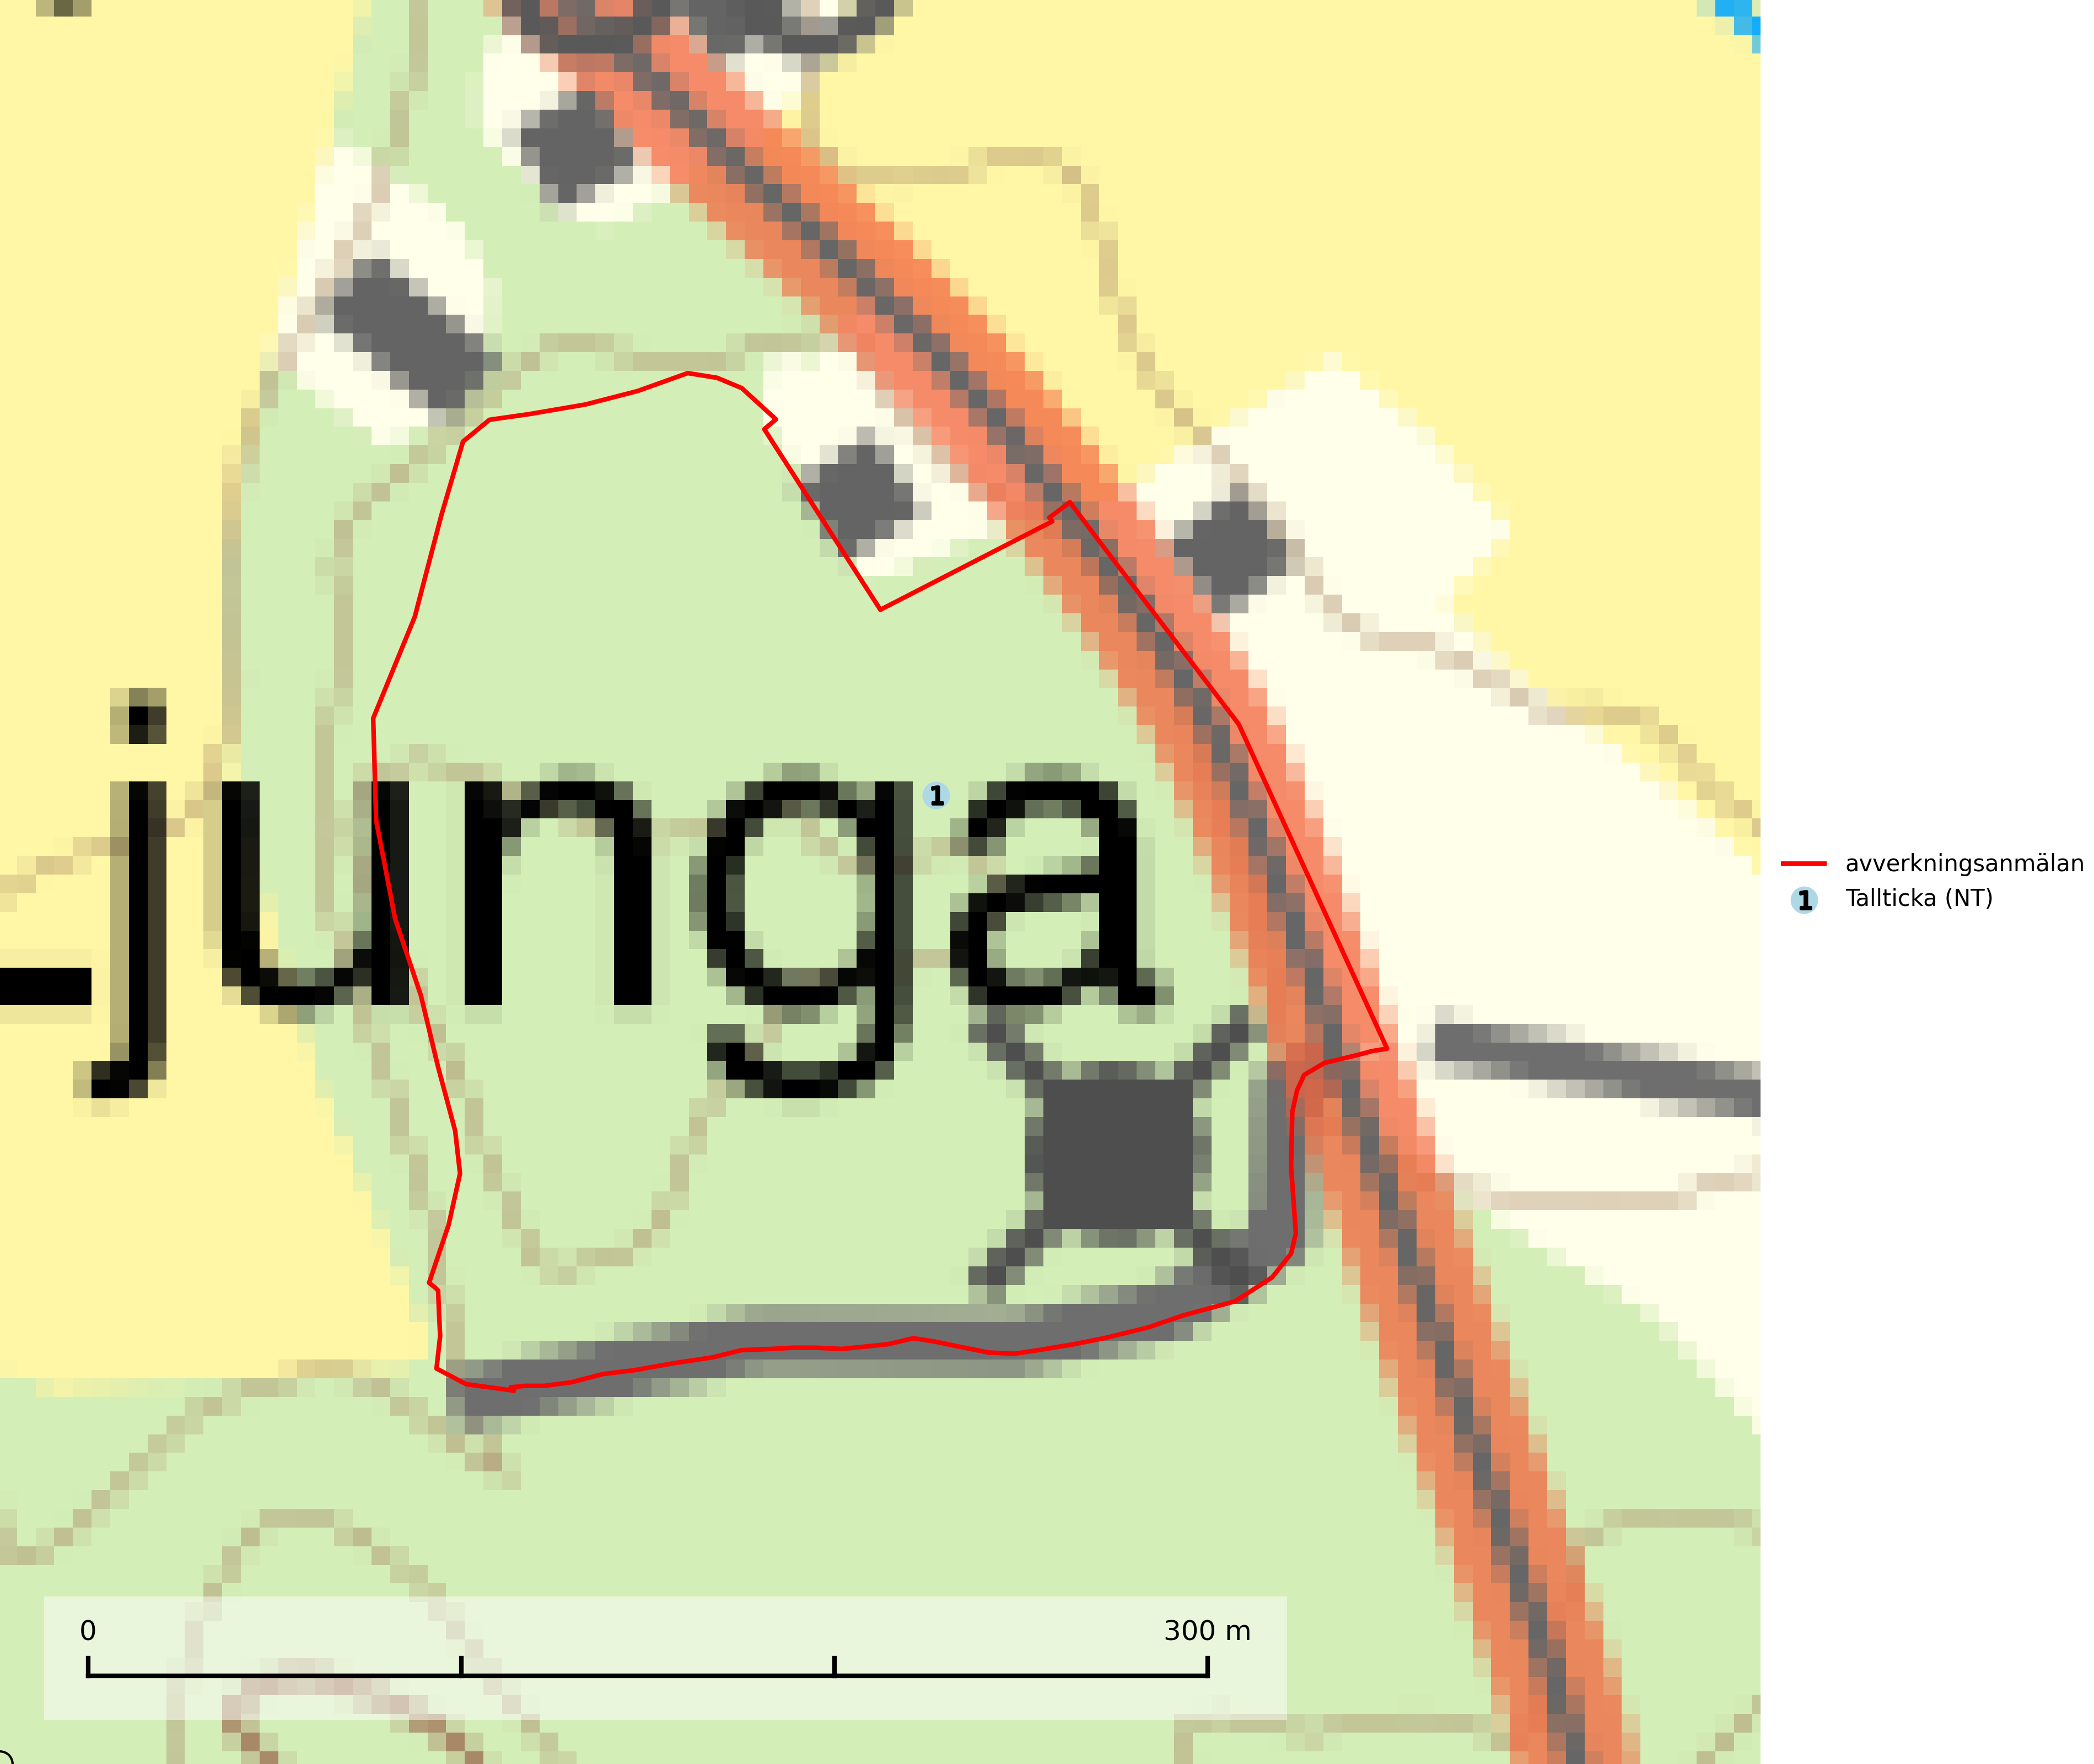 -junga
1
avverkningsanmälan
1 Tallticka (NT)
0 300 m